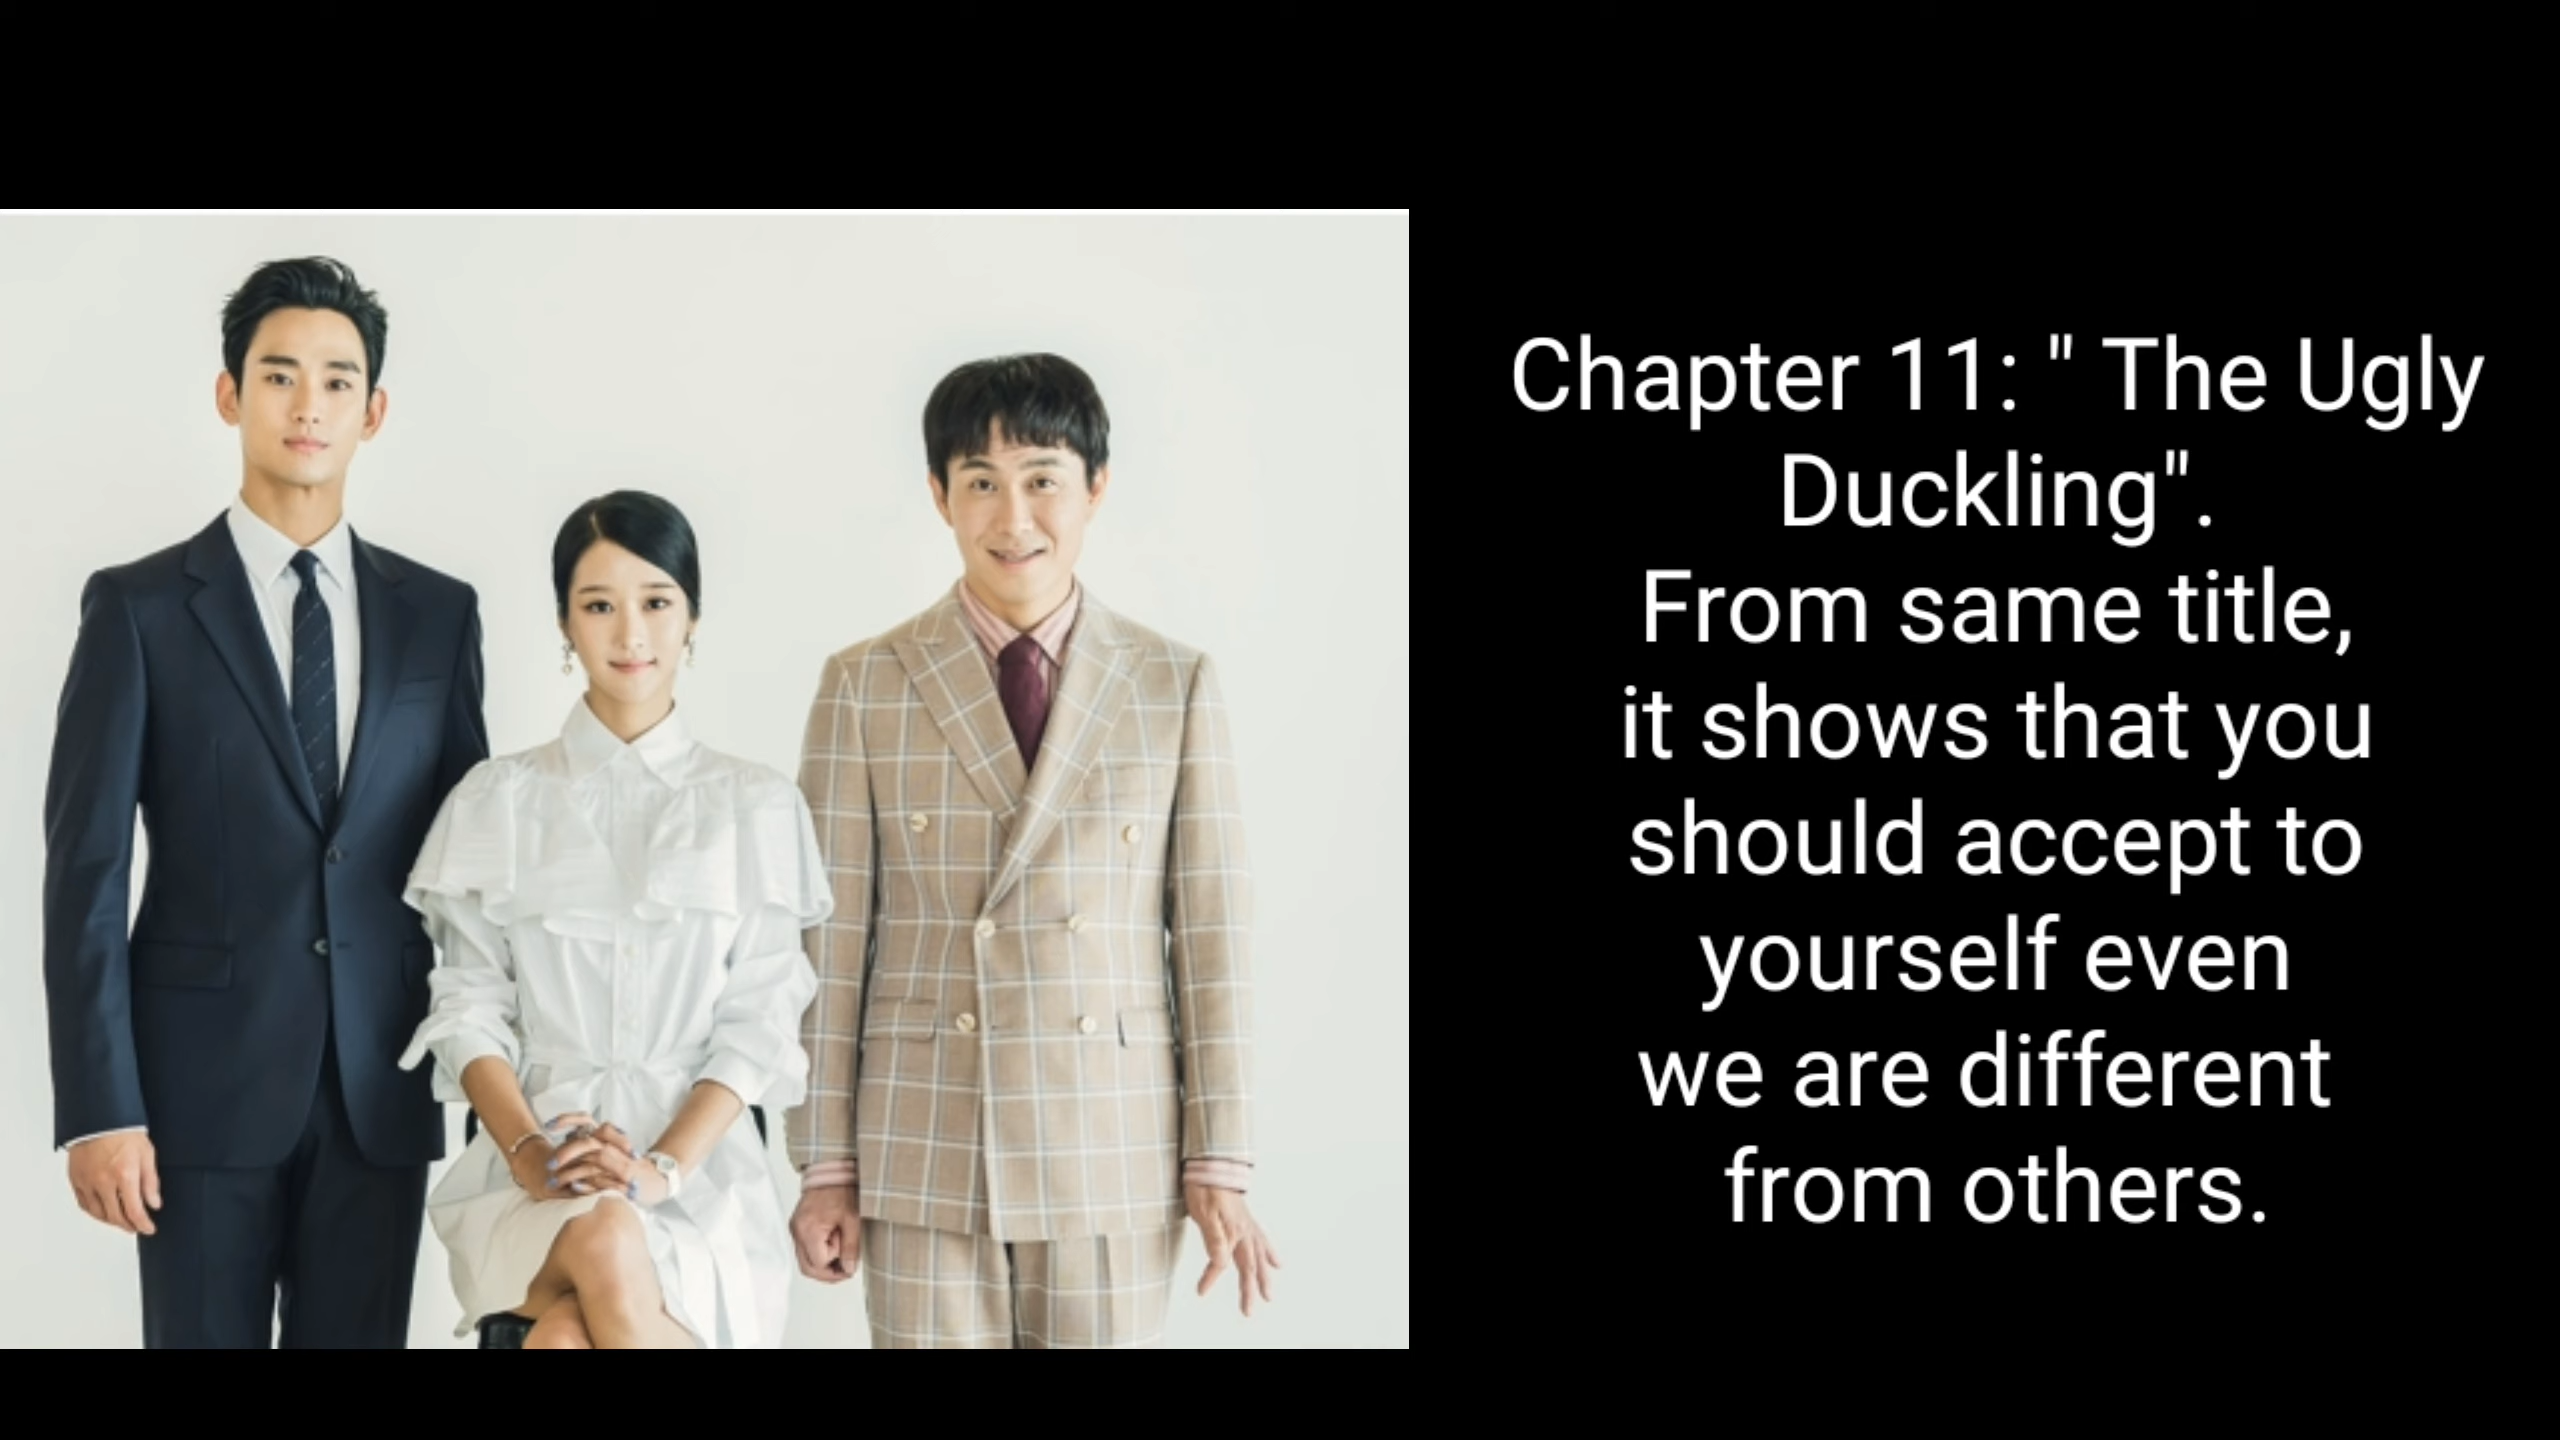 Chapter 11: " The Ugly
Duckling".
From same title,
it shows that you
should accept to
yourself even
we are different
from others.